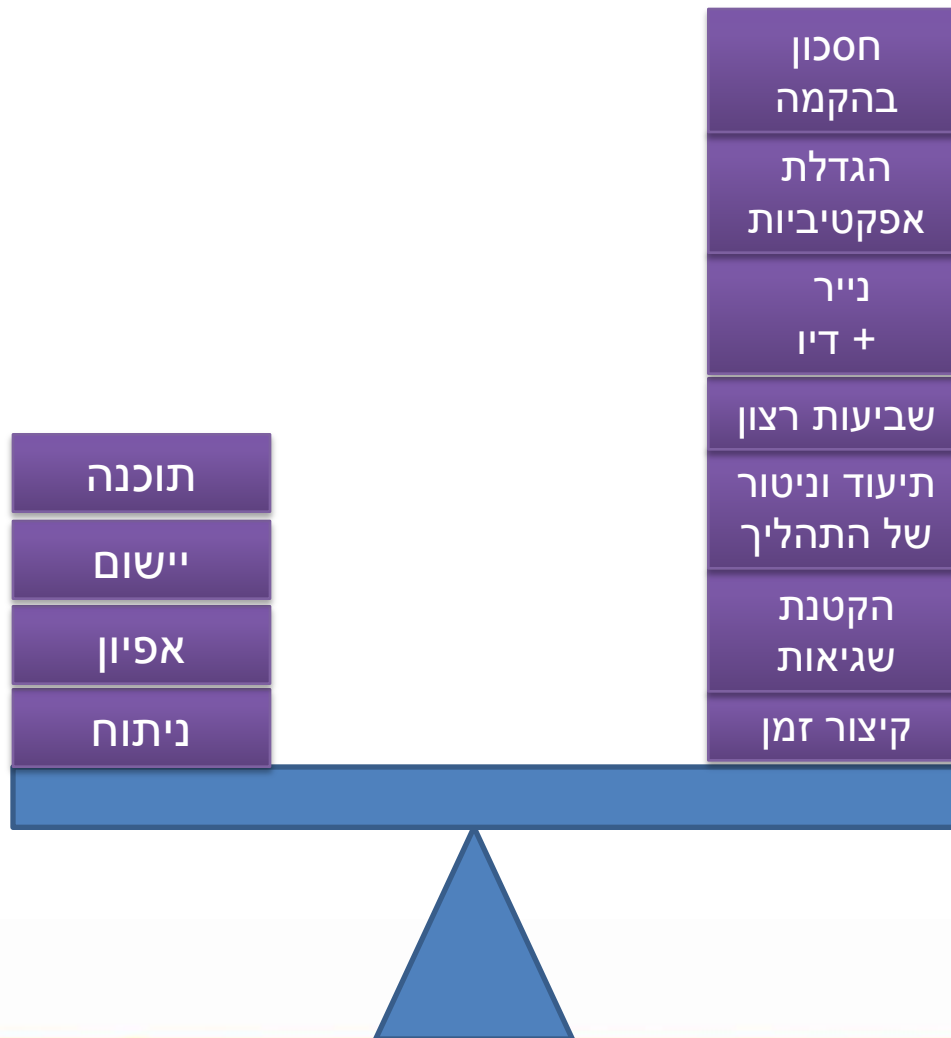 חסכון
בהקמה
הגדלת
אפקטיביות
נייר
+ דיו
שביעות רצון
תיעוד וניטור
של התהליך
הקטנת
שגיאות
קיצור זמן
תוכנה
יישום
אפיון
ניתוח